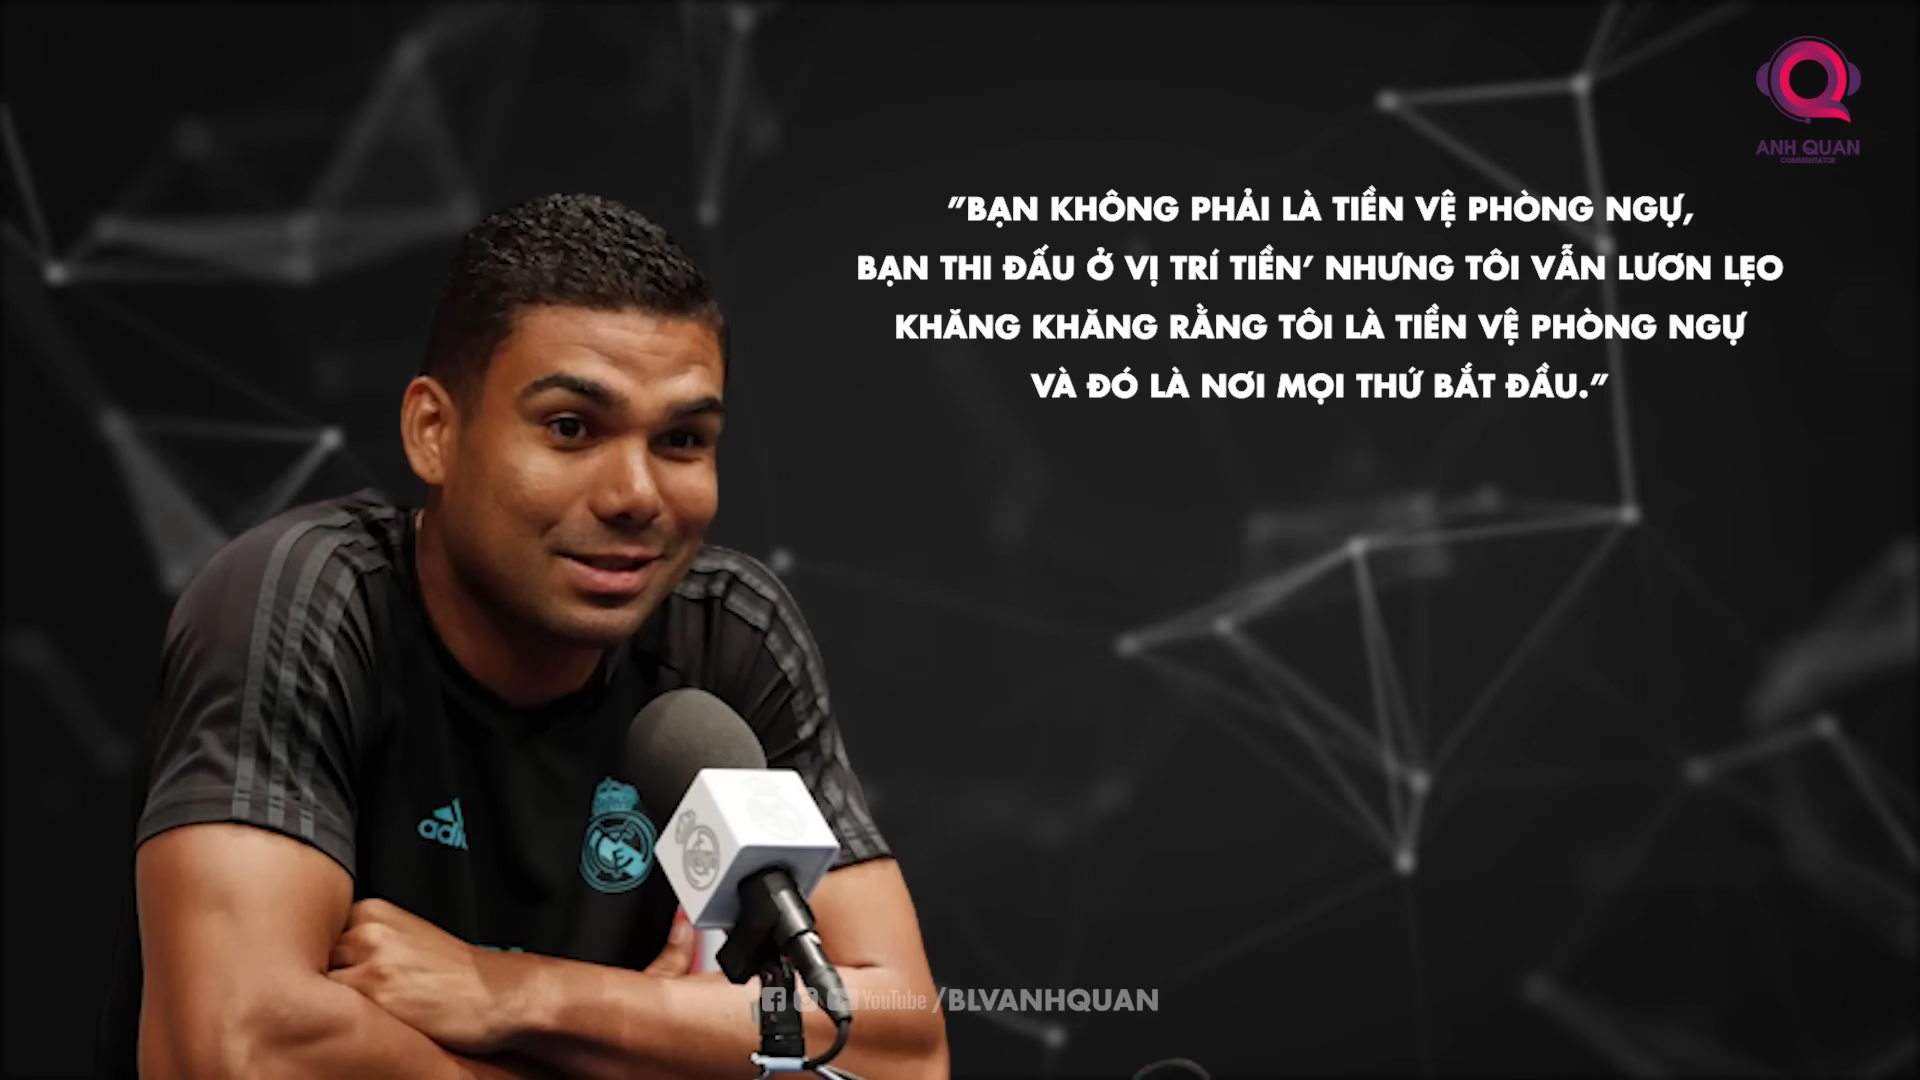 ANH QUAN
COMMENTATOR
"BẠN KHÔNG PHẢI LÀ TIỀN VỆ PHÒNG NGỰ,
BẠN THI ĐẤU Ở VỊ TRÍ TIỀN' NHƯNG TÔI VẪN LƯƠN LẸO
KHĂNG KHĂNG RẰNG TÔI LÀ TIỀN VỆ PHÒNG NGỰ
VÀ ĐÓ LÀ NƠI MỌI THỨ BẮT ĐẦU."
YouTube /BLVANHQUAN